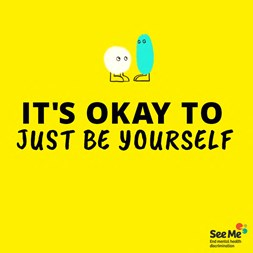 IT'S OKAY TO
JUST BE YOURSELF
See Me
End mental health
discrimination